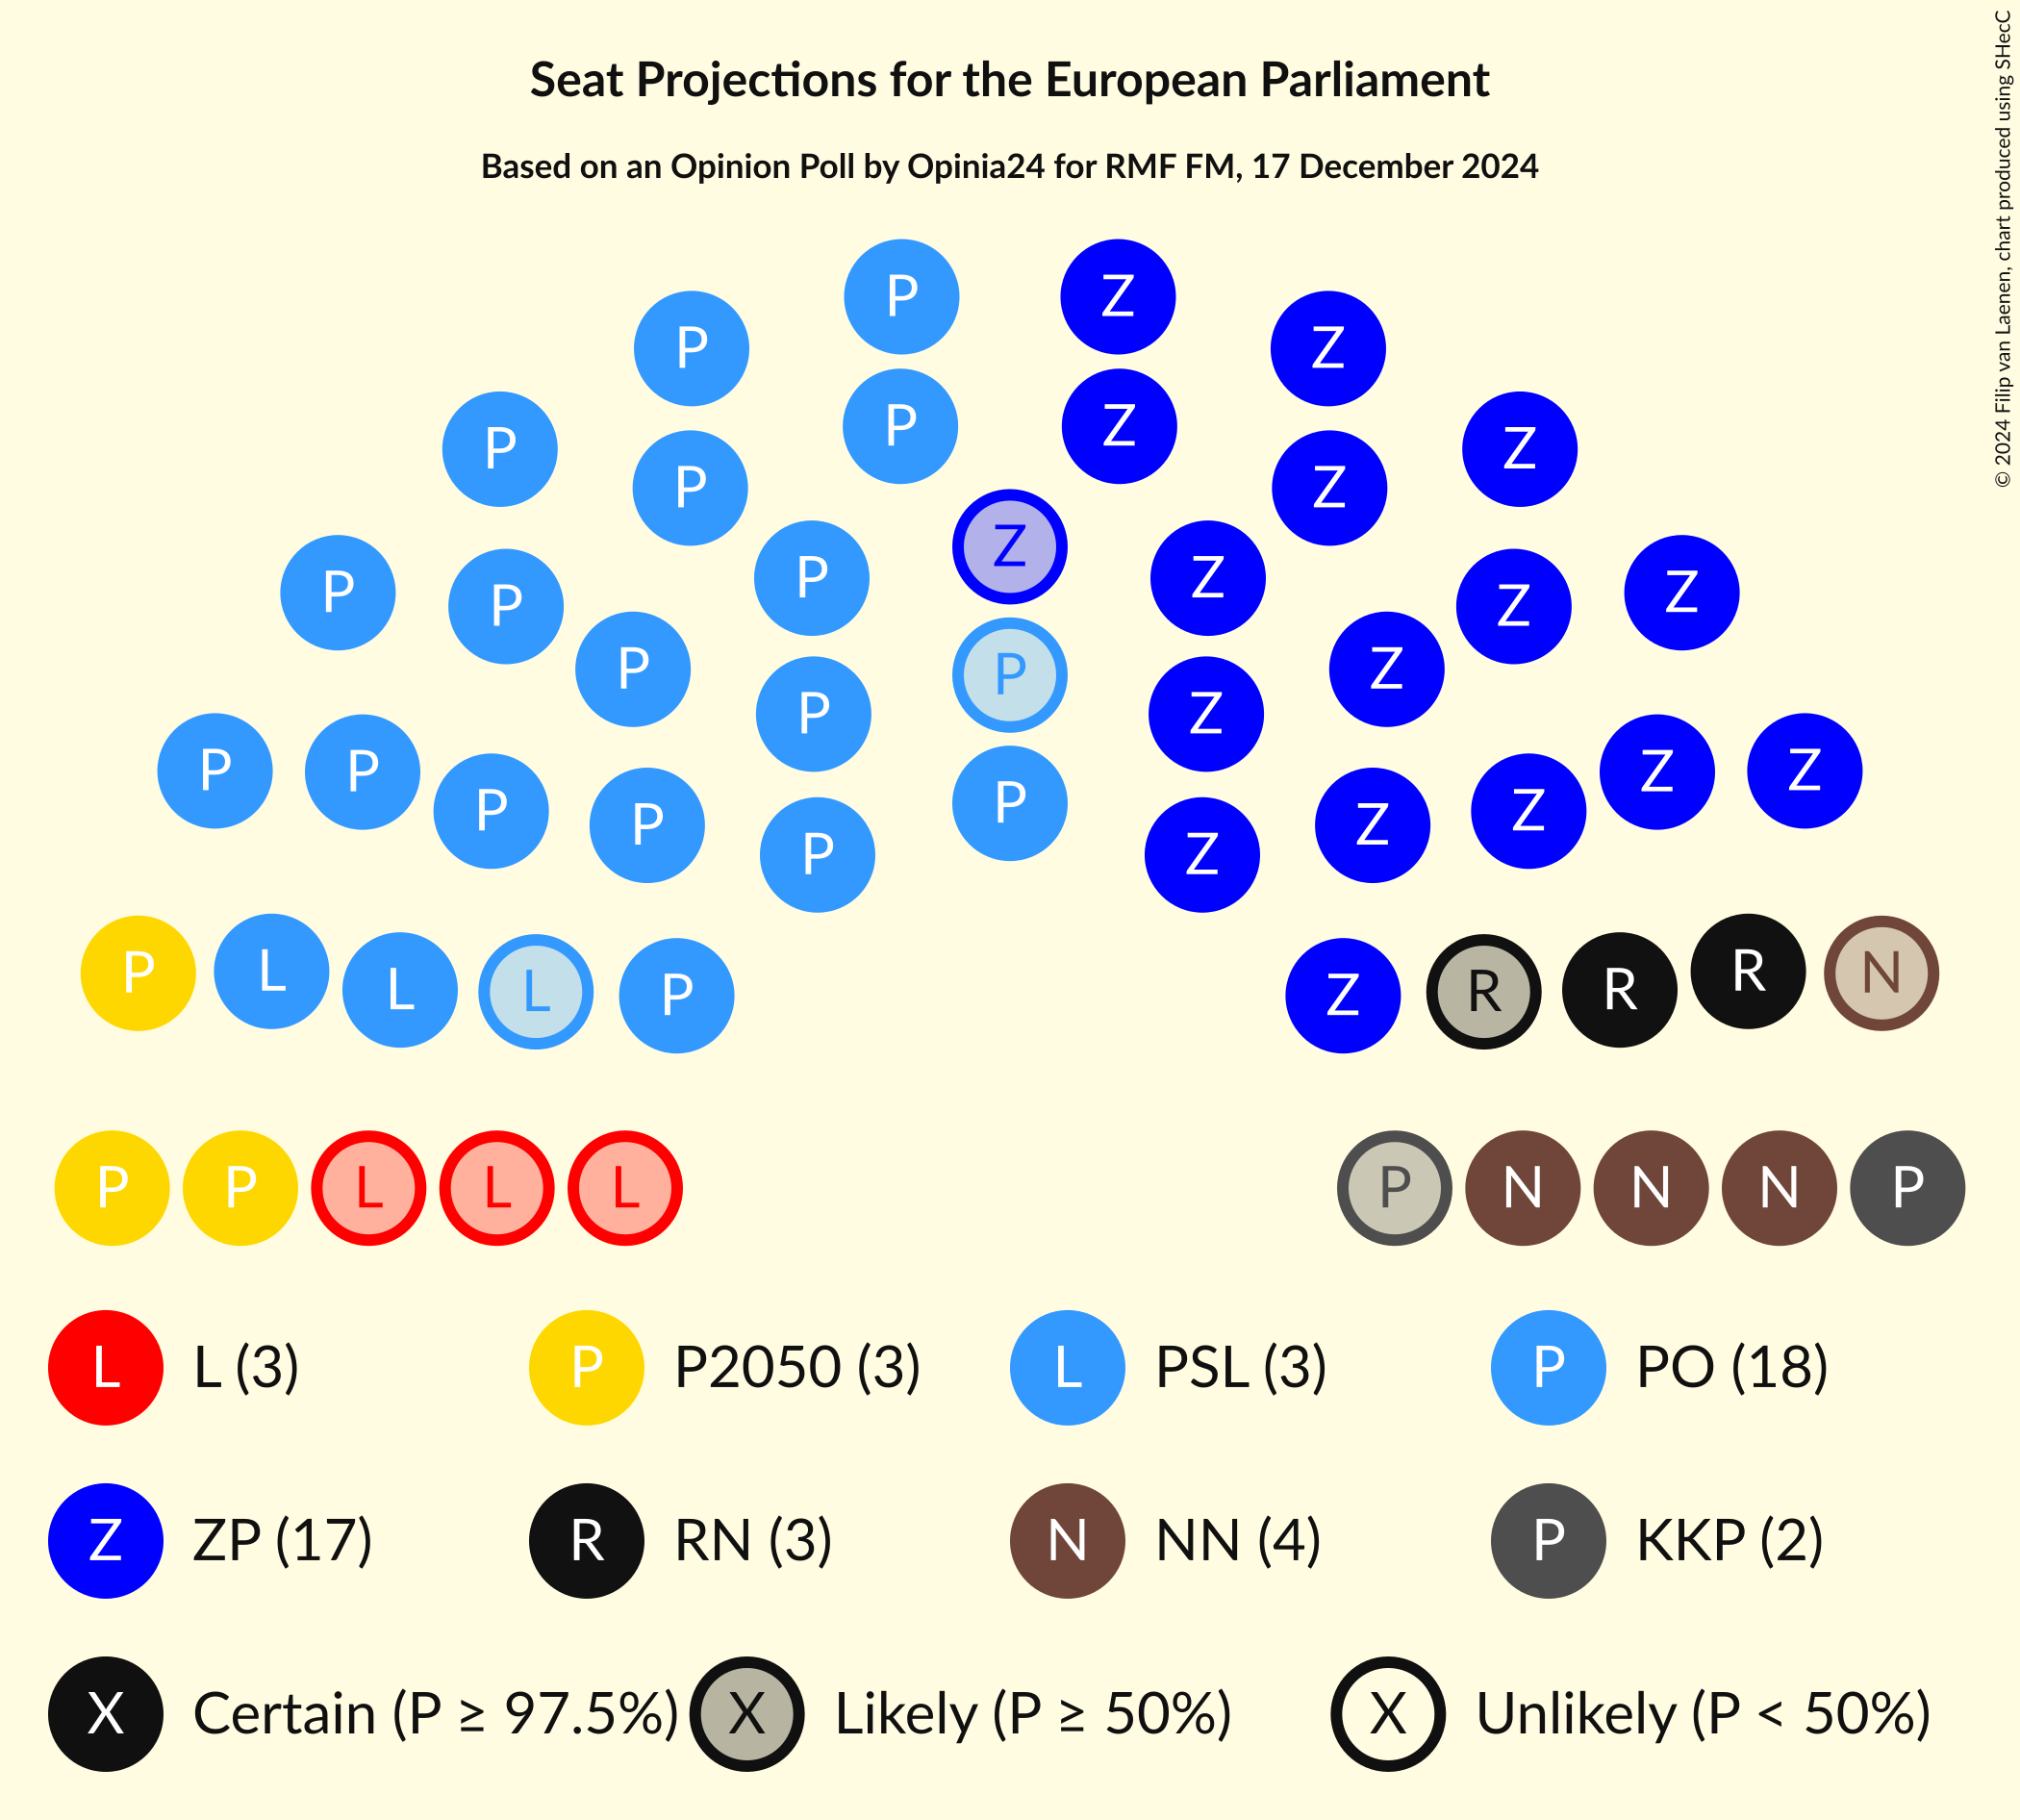 Seat Projections for the European Parliament
Based on an Opinion Poll by Opinia24 for RMF FM, 17 December 2024
© 2024 Filip van Laenen, chart produced using SHecC
P Z
P Z
P Z
P Z
P Z
Z
P Z
P Z
P Z
P
P Z
P Z
P Z
P
P P Z Z
P Z
P Z
P Z
P L L L P Z R R R N
P P L L L P N N N P
L L (3) P P2050 (3) L PSL (3) P PO (18)
Z ZP (17) R RN (3) N NN (4) P KKP (2)
X Certain (P ≥ 97.5%) X Likely (P ≥ 50%) X Unlikely (P < 50%)